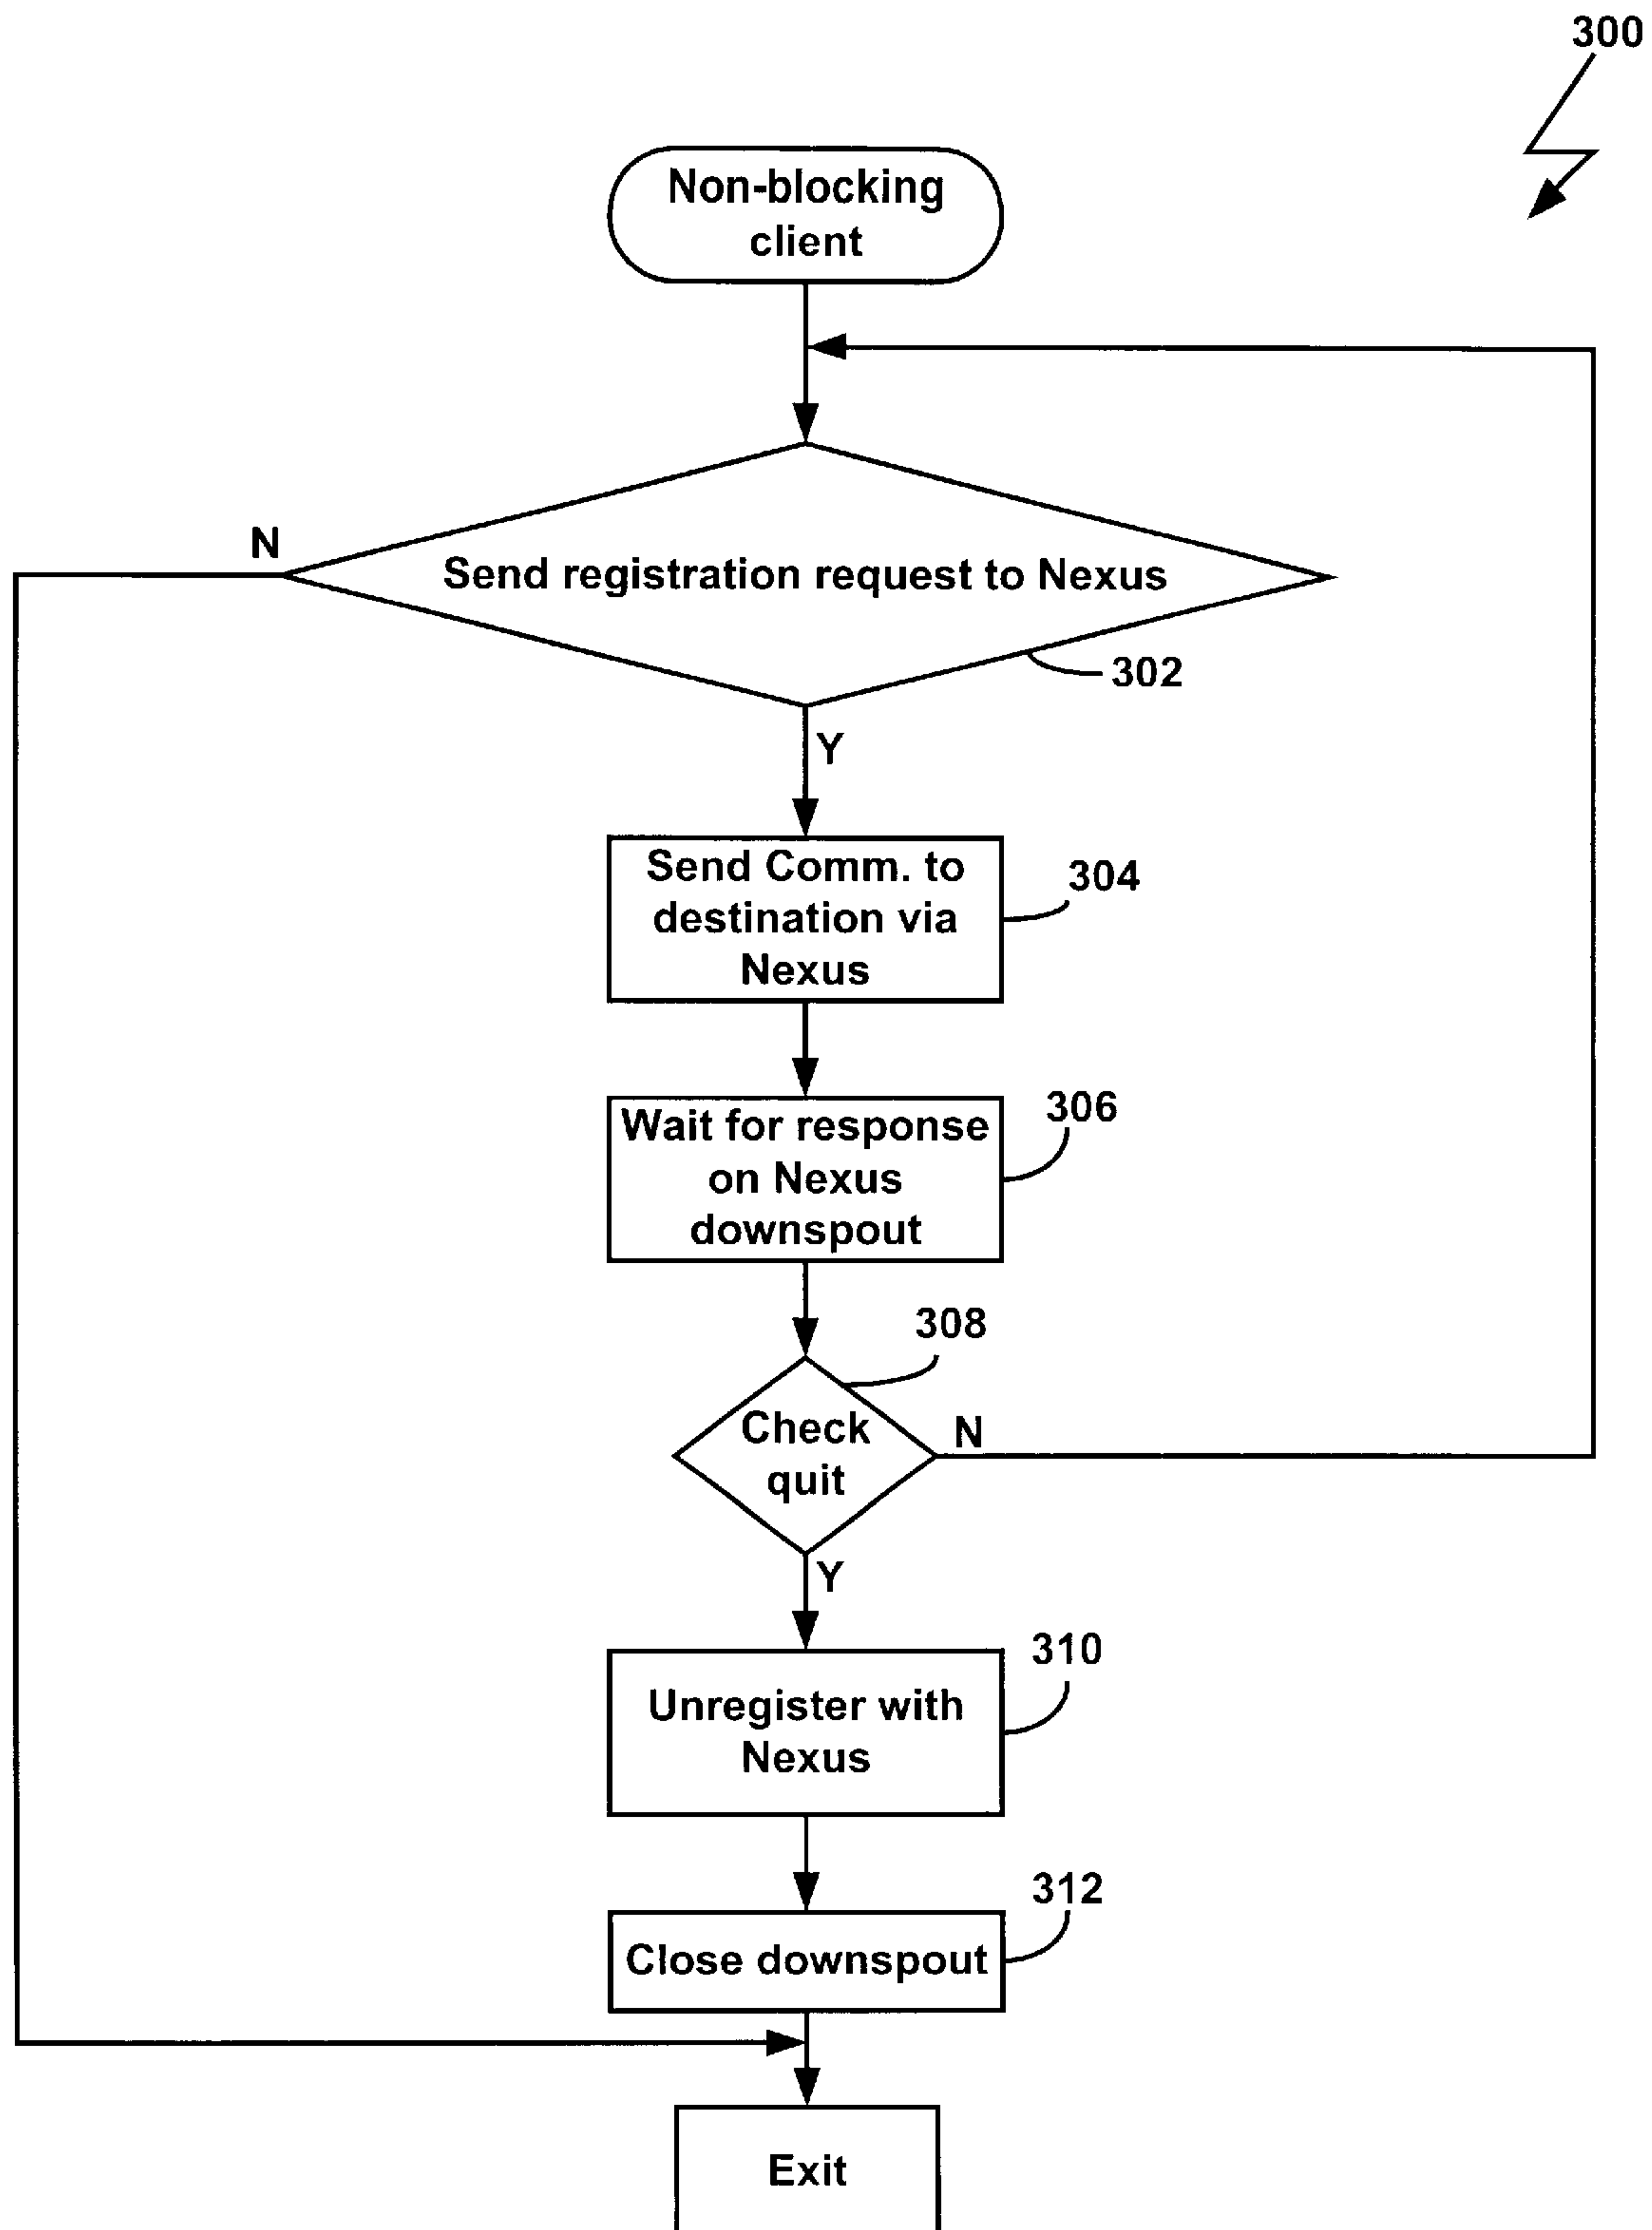 300
Non-blocking
client
N
Send registration request to Nexus
302
Y
Send Comm. to
destination via
Nexus
304
Wait for response
on Nexus
downspout
306
308
Check
quit
N
Y
310
Unregister with
Nexus
312
Close downspout
Exit